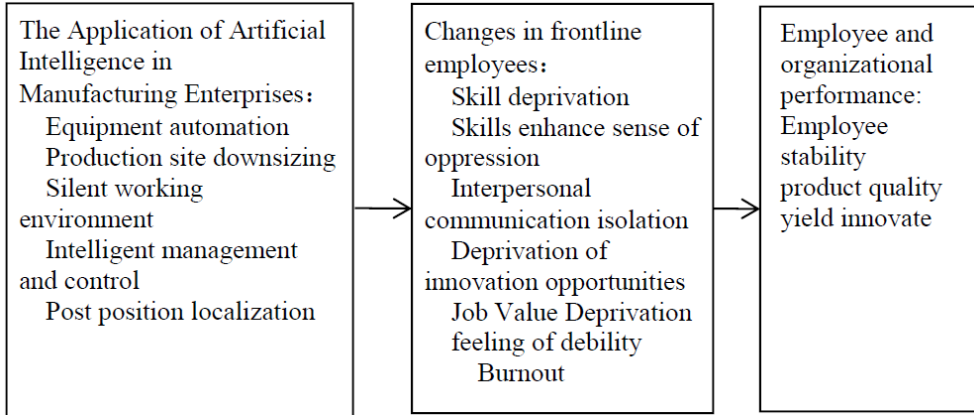 The Application of Artificial
Intelligence in
Manufacturing Enterprises：
Equipment automation
Production site downsizing
Silent working
environment
Intelligent management
and control
Post position localization
Changes in frontline
employees：
Skill deprivation
Skills enhance sense of
oppression
Interpersonal
communication isolation
Deprivation of
innovation opportunities
Job Value Deprivation
feeling of debility
Burnout
Employee and
organizational
performance:
Employee
stability
product quality
yield innovate